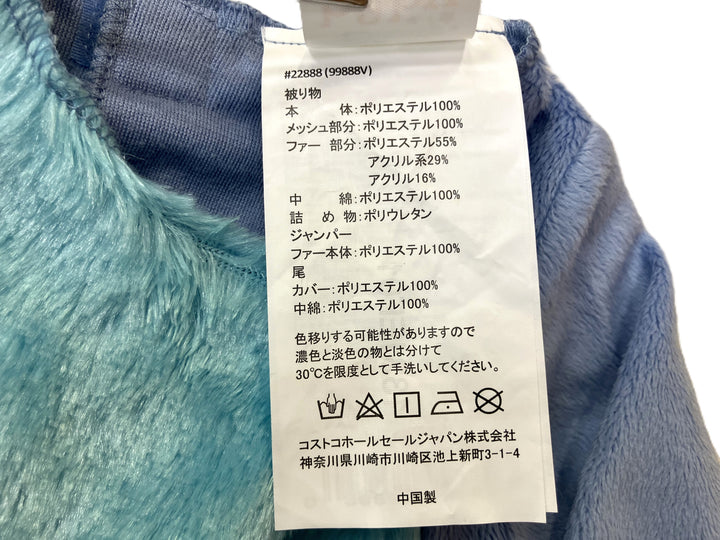 #22888 (99888V)
被り物
本 体：ポリエステル100%
メッシュ部分：ポリエステル100%
ファー 部分：ポリエステル55%
アクリル系29%
アクリル16%
中 綿：ポリエステル100%
詰 め 物：ポリウレタン
ジャンパー
ファー本体：ポリエステル100%
尾
カバー：ポリエステル100%
中綿：ポリエステル100%
色移りする可能性がありますので
濃色と淡色の物とは分けて
30℃を限度として手洗いしてください。
コストコホールセールジャパン株式会社
神奈川県川崎市川崎区池上新町3-1-4
中国製